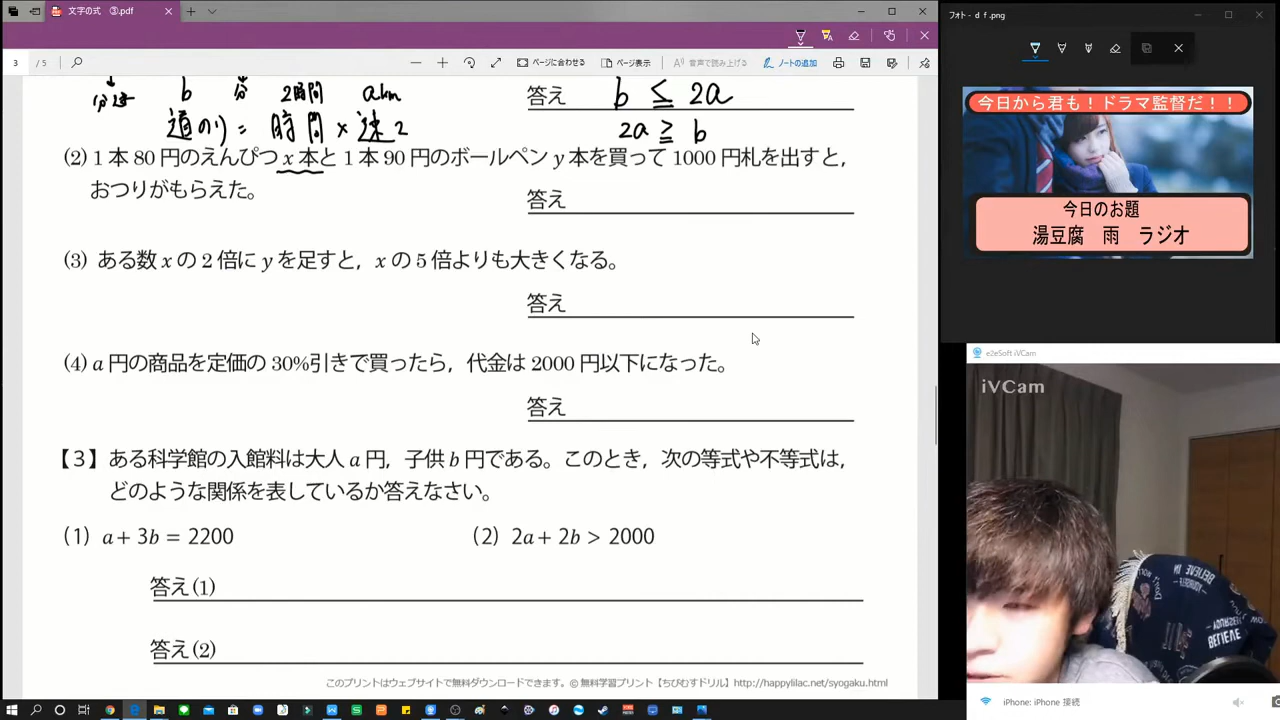 文字の式　③.pdf
フォト - ｄｆ.png
3 / 5
ページに合わせる
ページ表示
音声で読み上げる
ノートの追加
b 2時間 akm
道のり = 時間 × 速さ
答え b ≦ 2a
2a ≧ b
(2) 1 本 80 円のえんぴつ x 本と 1 本 90 円のボールペン y 本を買って 1000 円札を出すと,
おつりがもらえた。
答え
(3) ある数 x の 2 倍に y を足すと, x の 5 倍よりも大きくなる。
答え
(4) a 円の商品を定価の 30%引きで買ったら, 代金は 2000 円以下になった。
答え
【３】ある科学館の入館料は大人 a 円, 子供 b 円である。このとき, 次の等式や不等式は,
どのような関係を表しているか答えなさい。
(1) a + 3b = 2200
(2) 2a + 2b > 2000
答え (1)
答え (2)
このプリントはウェブサイトで無料ダウンロードできます。© 無料学習プリント【ちびむすドリル】http://happylilac.net/syogaku.html
今日から君も！ドラマ監督だ！！
今日のお題
湯豆腐　雨　ラジオ
e2eSoft iVCam
iVCam
BELIEVE
iPhone: iPhone 接続